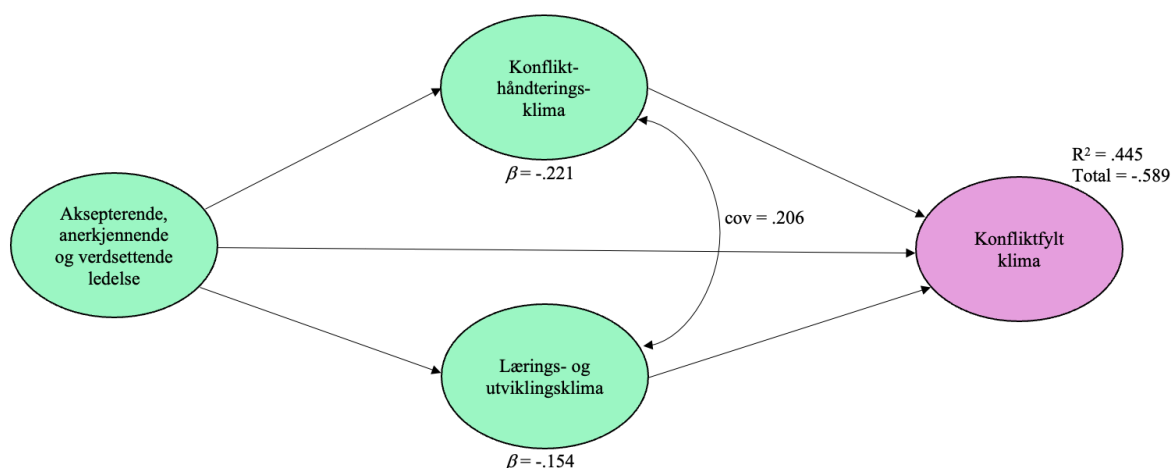 Konflikt-
håndterings-
klima
β = -.221
R² = .445
Total = -.589
Aksepterende,
anerkjennende
og verdsettende
ledelse
cov = .206
Konfliktfylt
klima
Lærings- og
utviklingsklima
β = -.154